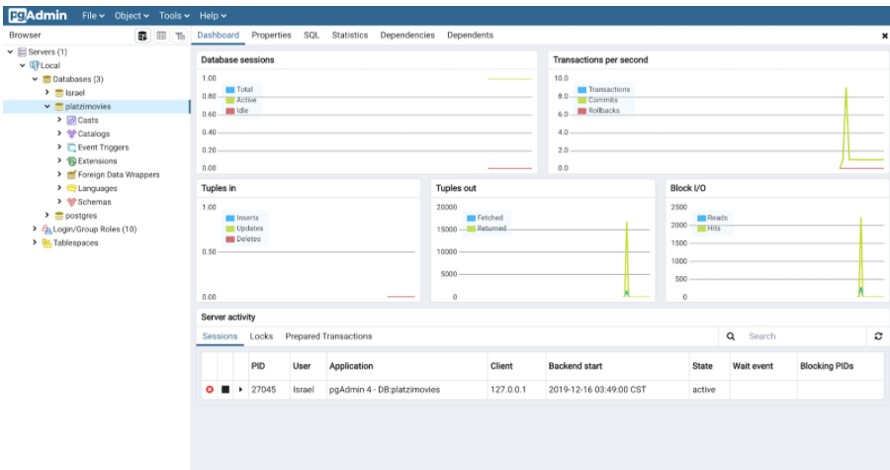 pgAdmin File Object Tools Help
Browser
Dashboard Properties SQL Statistics Dependencies Dependents
Servers (1)
Local
Databases (3)
Israel
platzimovies
Casts
Catalogs
Event Triggers
Extensions
Foreign Data Wrappers
Languages
Schemas
postgres
Login/Group Roles (10)
Tablespaces
Database sessions
1.00
0.80
0.60
0.40
0.20
0.00
Total
Active
Idle
Transactions per second
10.0
8.0
6.0
4.0
2.0
0.0
Transactions
Commits
Rollbacks
Tuples in
1.00
0.50
0.00
Inserts
Updates
Deletes
Tuples out
20000
15000
10000
5000
0
Fetched
Returned
Block I/O
2500
2000
1500
1000
500
0
Reads
Hits
Server activity
Sessions Locks Prepared Transactions
Search
PID User Application Client Backend start State Wait event Blocking PIDs
27045 Israel pgAdmin 4 - DB:platzimovies 127.0.0.1 2019-12-16 03:49:00 CST active